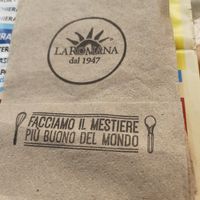 LA ROMANA
dal 1947
FACCIAMO IL MESTIERE
PIÙ BUONO DEL MONDO